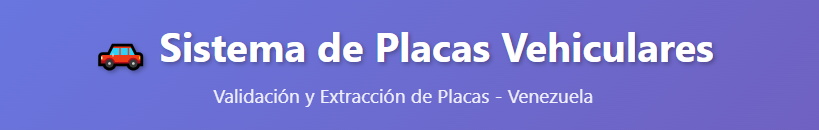 Sistema de Placas Vehiculares
Validación y Extracción de Placas - Venezuela